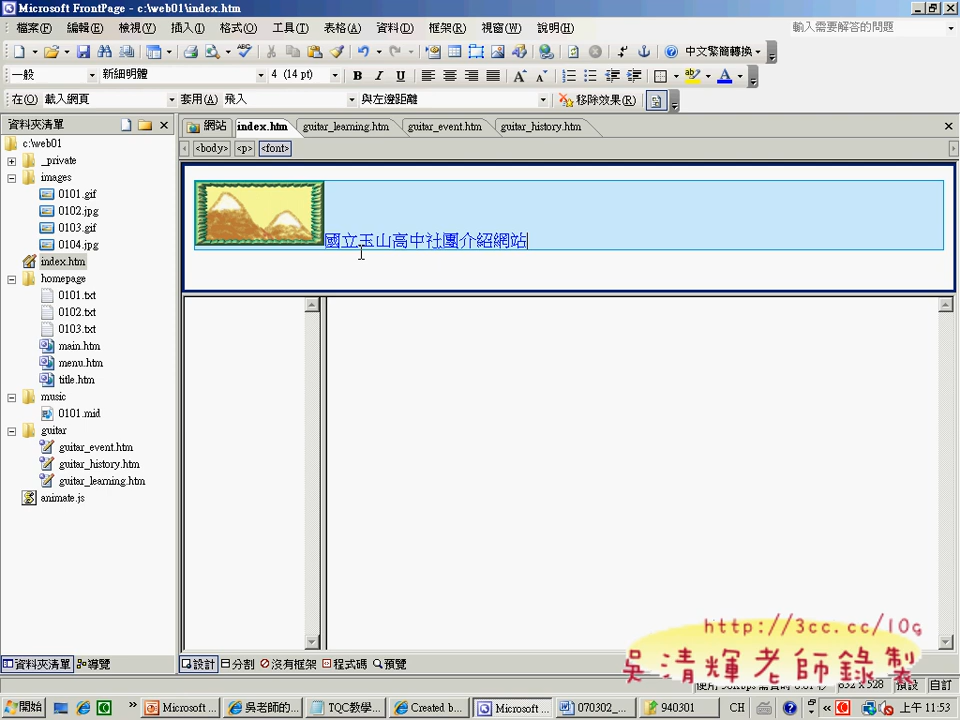 Microsoft FrontPage - c:\web01\index.htm
檔案(F) 編輯(E) 檢視(V) 插入(I) 格式(O) 工具(T) 表格(A) 資料(D) 框架(R) 視窗(W) 說明(H) 輸入需要解答的問題
中文繁簡轉換
一般 新細明體 4 (14 pt) B I U
在(O) 載入網頁 套用(A) 飛入 與左邊距離 移除效果(R)
資料夾清單 網站 index.htm guitar_learning.htm guitar_event.htm guitar_history.htm
c:\web01 <body> <p> <font>
_private
images
0101.gif
0102.jpg
0103.gif
0104.jpg
國立玉山高中社團介紹網站
index.htm
homepage
0101.txt
0102.txt
0103.txt
main.htm
menu.htm
title.htm
music
0101.mid
guitar
guitar_event.htm
guitar_history.htm
guitar_learning.htm
animate.js
http://3cc.cc/10g
吳清輝老師錄製
資料夾清單 導覽 設計 分割 沒有框架 程式碼 預覽
預設 自訂
開始 Microsoft ... 吳老師的... TQC教學... Created b... Microsoft ... 070302_... 940301 CH 上午 11:53